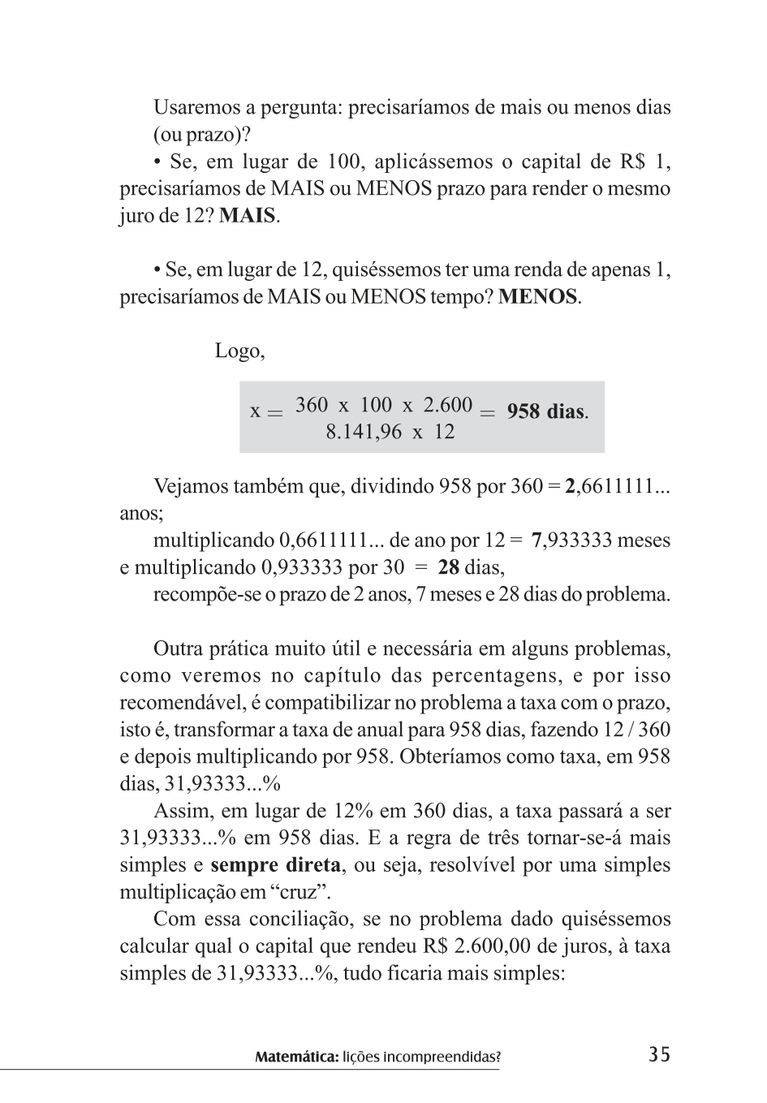 Usaremos a pergunta: precisaríamos de mais ou menos dias
(ou prazo)?
• Se, em lugar de 100, aplicássemos o capital de R$ 1,
precisaríamos de MAIS ou MENOS prazo para render o mesmo
juro de 12? MAIS.
• Se, em lugar de 12, quiséssemos ter uma renda de apenas 1,
precisaríamos de MAIS ou MENOS tempo? MENOS.
Logo,
x = 360 x 100 x 2.600 = 958 dias.
8.141,96 x 12
Vejamos também que, dividindo 958 por 360 = 2,6611111...
anos;
multiplicando 0,6611111... de ano por 12 = 7,933333 meses
e multiplicando 0,933333 por 30 = 28 dias,
recompõe-se o prazo de 2 anos, 7 meses e 28 dias do problema.
Outra prática muito útil e necessária em alguns problemas,
como veremos no capítulo das percentagens, e por isso
recomendável, é compatibilizar no problema a taxa com o prazo,
isto é, transformar a taxa de anual para 958 dias, fazendo 12 / 360
e depois multiplicando por 958. Obteríamos como taxa, em 958
dias, 31,93333...%
Assim, em lugar de 12% em 360 dias, a taxa passará a ser
31,93333...% em 958 dias. E a regra de três tornar-se-á mais
simples e sempre direta, ou seja, resolvível por uma simples
multiplicação em “cruz”.
Com essa conciliação, se no problema dado quiséssemos
calcular qual o capital que rendeu R$ 2.600,00 de juros, à taxa
simples de 31,93333...%, tudo ficaria mais simples:
Matemática: lições incompreendidas? 35